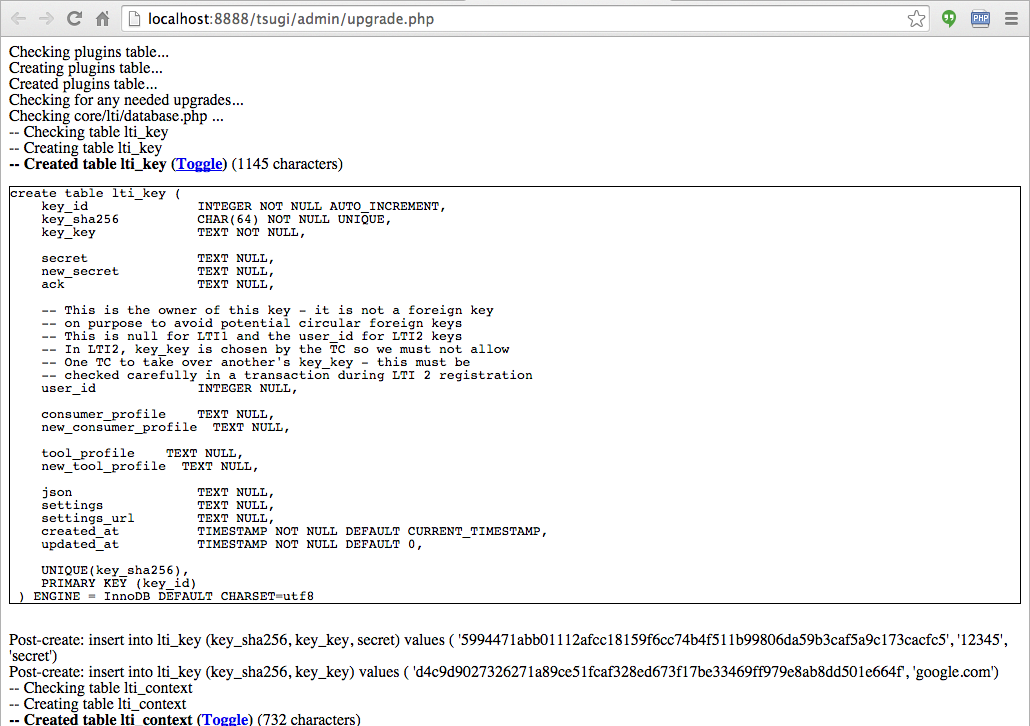 localhost:8888/tsugi/admin/upgrade.php
PHP
Checking plugins table...
Creating plugins table...
Created plugins table...
Checking for any needed upgrades...
Checking core/lti/database.php ...
-- Checking table lti_key
-- Creating table lti_key
-- Created table lti_key (Toggle) (1145 characters)
create table lti_key (
    key_id              INTEGER NOT NULL AUTO_INCREMENT,
    key_sha256          CHAR(64) NOT NULL UNIQUE,
    key_key             TEXT NOT NULL,
    secret              TEXT NULL,
    new_secret          TEXT NULL,
    ack                 TEXT NULL,
    -- This is the owner of this key - it is not a foreign key
    -- on purpose to avoid potential circular foreign keys
    -- This is null for LTI1 and the user_id for LTI2 keys
    -- In LTI2, key_key is chosen by the TC so we must not allow
    -- One TC to take over another's key_key - this must be
    -- checked carefully in a transaction during LTI 2 registration
    user_id             INTEGER NULL,
    consumer_profile    TEXT NULL,
    new_consumer_profile  TEXT NULL,
    tool_profile    TEXT NULL,
    new_tool_profile  TEXT NULL,
    json                TEXT NULL,
    settings            TEXT NULL,
    settings_url        TEXT NULL,
    created_at          TIMESTAMP NOT NULL DEFAULT CURRENT_TIMESTAMP,
    updated_at          TIMESTAMP NOT NULL DEFAULT 0,
    UNIQUE(key_sha256),
    PRIMARY KEY (key_id)
 ) ENGINE = InnoDB DEFAULT CHARSET=utf8
Post-create: insert into lti_key (key_sha256, key_key, secret) values ( '5994471abb01112afcc18159f6cc74b4f511b99806da59b3caf5a9c173cacfc5', '12345',
'secret')
Post-create: insert into lti_key (key_sha256, key_key) values ( 'd4c9d9027326271a89ce51fcaf328ed673f17be33469ff979e8ab8dd501e664f', 'google.com')
-- Checking table lti_context
-- Creating table lti_context
-- Created table lti_context (Toggle) (732 characters)